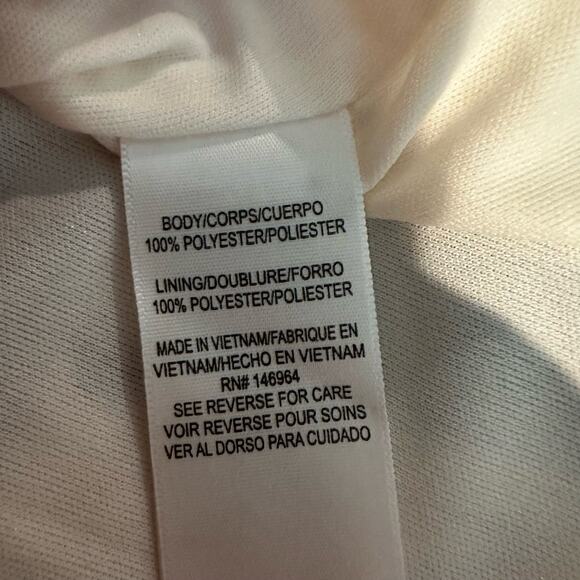 BODY/CORPS/CUERPO
100% POLYESTER/POLIESTER
LINING/DOUBLURE/FORRO
100% POLYESTER/POLIESTER
MADE IN VIETNAM/FABRIQUE EN
VIETNAM/HECHO EN VIETNAM
RN# 146964
SEE REVERSE FOR CARE
VOIR REVERSE POUR SOINS
VER AL DORSO PARA CUIDADO